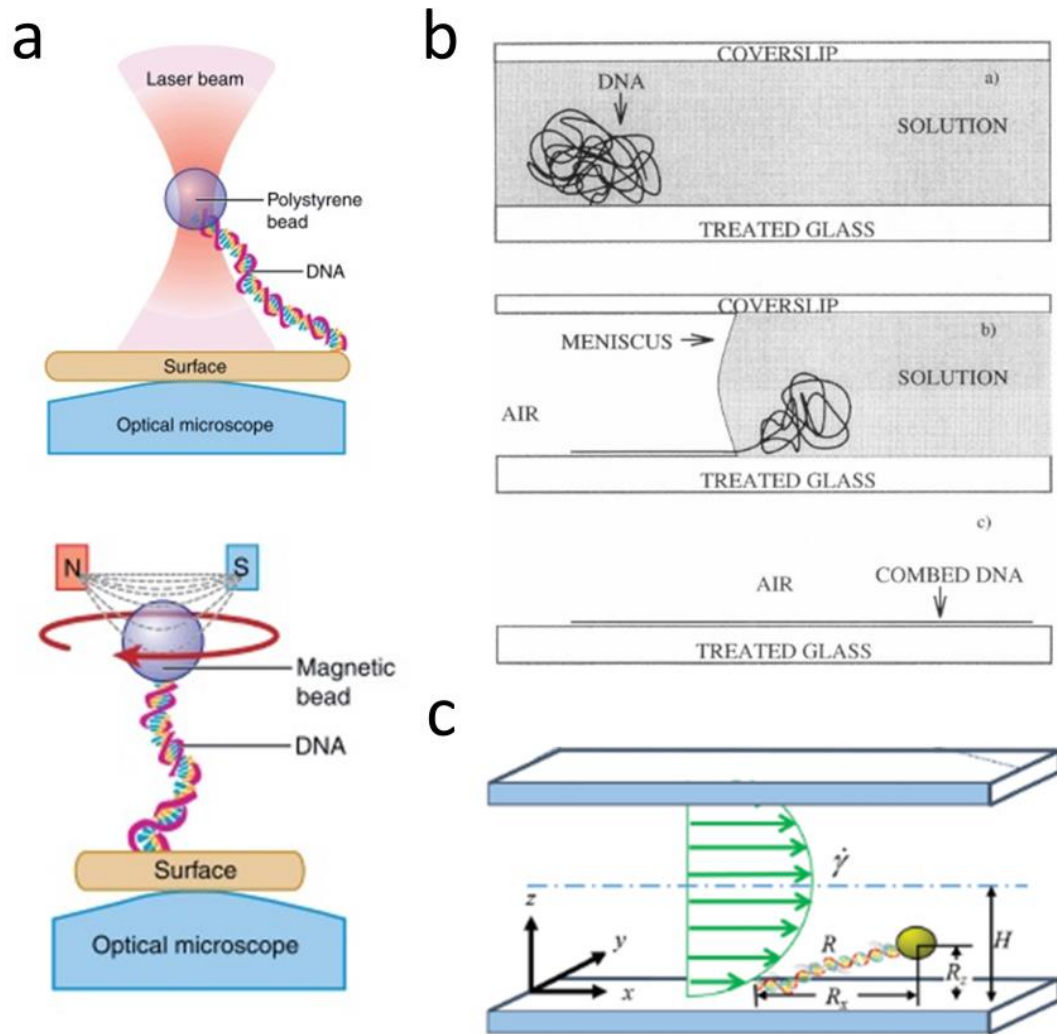 a
Laser beam
Polystyrene
bead
DNA
Surface
Optical microscope
N
S
Magnetic
bead
DNA
Surface
Optical microscope
b
COVERSLIP
a)
DNA
SOLUTION
TREATED GLASS
COVERSLIP
b)
MENISCUS
SOLUTION
AIR
TREATED GLASS
c)
AIR
COMBED DNA
TREATED GLASS
c
γ̇
z
y
x
R
H
R_z
R_x